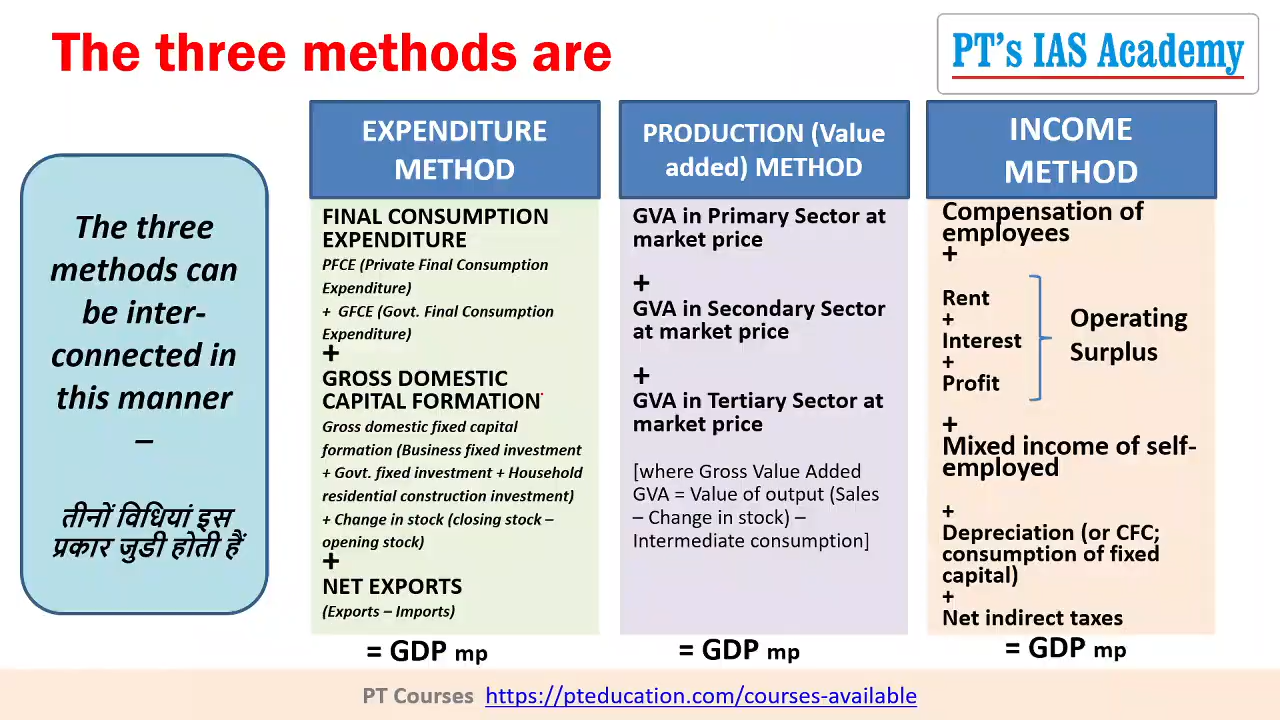 The three methods are
PT's IAS Academy
The three
methods can
be inter-
connected in
this manner
–
तीनों विधियां इस
प्रकार जुडी होती हैं
EXPENDITURE
METHOD
FINAL CONSUMPTION
EXPENDITURE
PFCE (Private Final Consumption
Expenditure)
+ GFCE (Govt. Final Consumption
Expenditure)
+
GROSS DOMESTIC
CAPITAL FORMATION
Gross domestic fixed capital
formation (Business fixed investment
+ Govt. fixed investment + Household
residential construction investment)
+ Change in stock (closing stock –
opening stock)
+
NET EXPORTS
(Exports – Imports)
= GDP mp
PRODUCTION (Value
added) METHOD
GVA in Primary Sector at
market price
+
GVA in Secondary Sector
at market price
+
GVA in Tertiary Sector at
market price
[where Gross Value Added
GVA = Value of output (Sales
– Change in stock) –
Intermediate consumption]
= GDP mp
INCOME
METHOD
Compensation of
employees
+
Rent
+
Interest
+
Profit
Operating
Surplus
+
Mixed income of self-
employed
+
Depreciation (or CFC;
consumption of fixed
capital)
+
Net indirect taxes
= GDP mp
PT Courses https://pteducation.com/courses-available